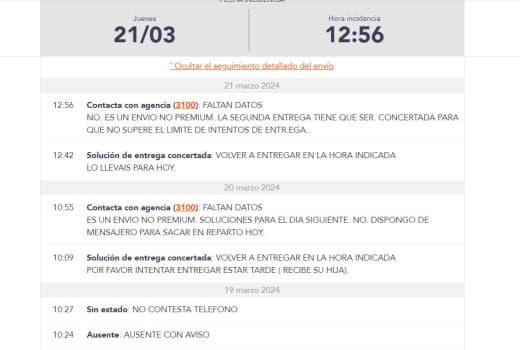 FECHA INCIDENCIA
Jueves
21/03
Hora incidencia
12:56
Ocultar el seguimiento detallado del envío
21 marzo 2024
12:56 Contacta con agencia (3100): FALTAN DATOS
NO. ES UN ENVIO NO PREMIUM. LA SEGUNDA ENTREGA TIENE QUE SER. CONCERTADA PARA
QUE NO SUPERE EL LIMITE DE INTENTOS DE ENTR.EGA..
12:42 Solución de entrega concertada: VOLVER A ENTREGAR EN LA HORA INDICADA
LO LLEVAIS PARA HOY.
20 marzo 2024
10:55 Contacta con agencia (3100): FALTAN DATOS
ES UN ENVIO NO PREMIUM. SOLUCIONES PARA EL DIA SIGUIENTE. NO. DISPONGO DE
MENSAJERO PARA SACAR EN REPARTO HOY..
10:09 Solución de entrega concertada: VOLVER A ENTREGAR EN LA HORA INDICADA
POR FAVOR INTENTAR ENTREGAR ESTAR TARDE ( RECIBE SU HIJA).
19 marzo 2024
10:27 Sin estado: NO CONTESTA TELEFONO
10:24 Ausente: AUSENTE CON AVISO